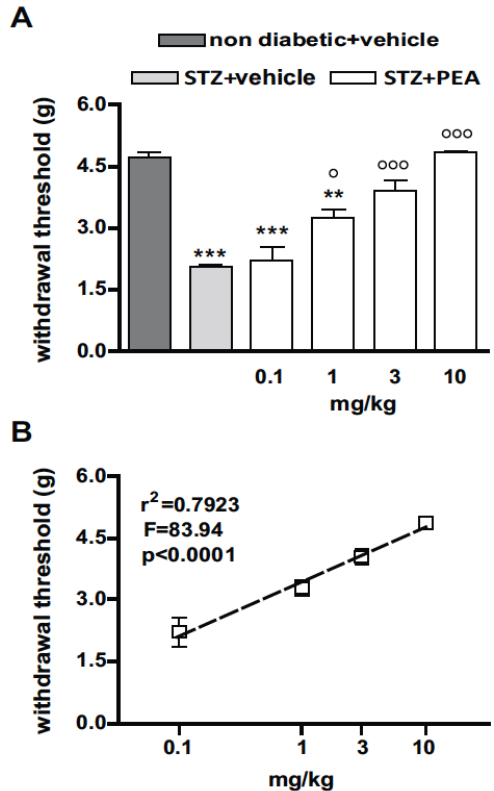 A
non diabetic+vehicle
STZ+vehicle STZ+PEA
withdrawal threshold (g)
6.0
4.5
3.0
1.5
0.0
*** *** ** ° °°° °°°
0.1 1 3 10
mg/kg
B
withdrawal threshold (g)
6.0
4.5
3.0
1.5
0.0
r²=0.7923
F=83.94
p<0.0001
0.1 1 3 10
mg/kg